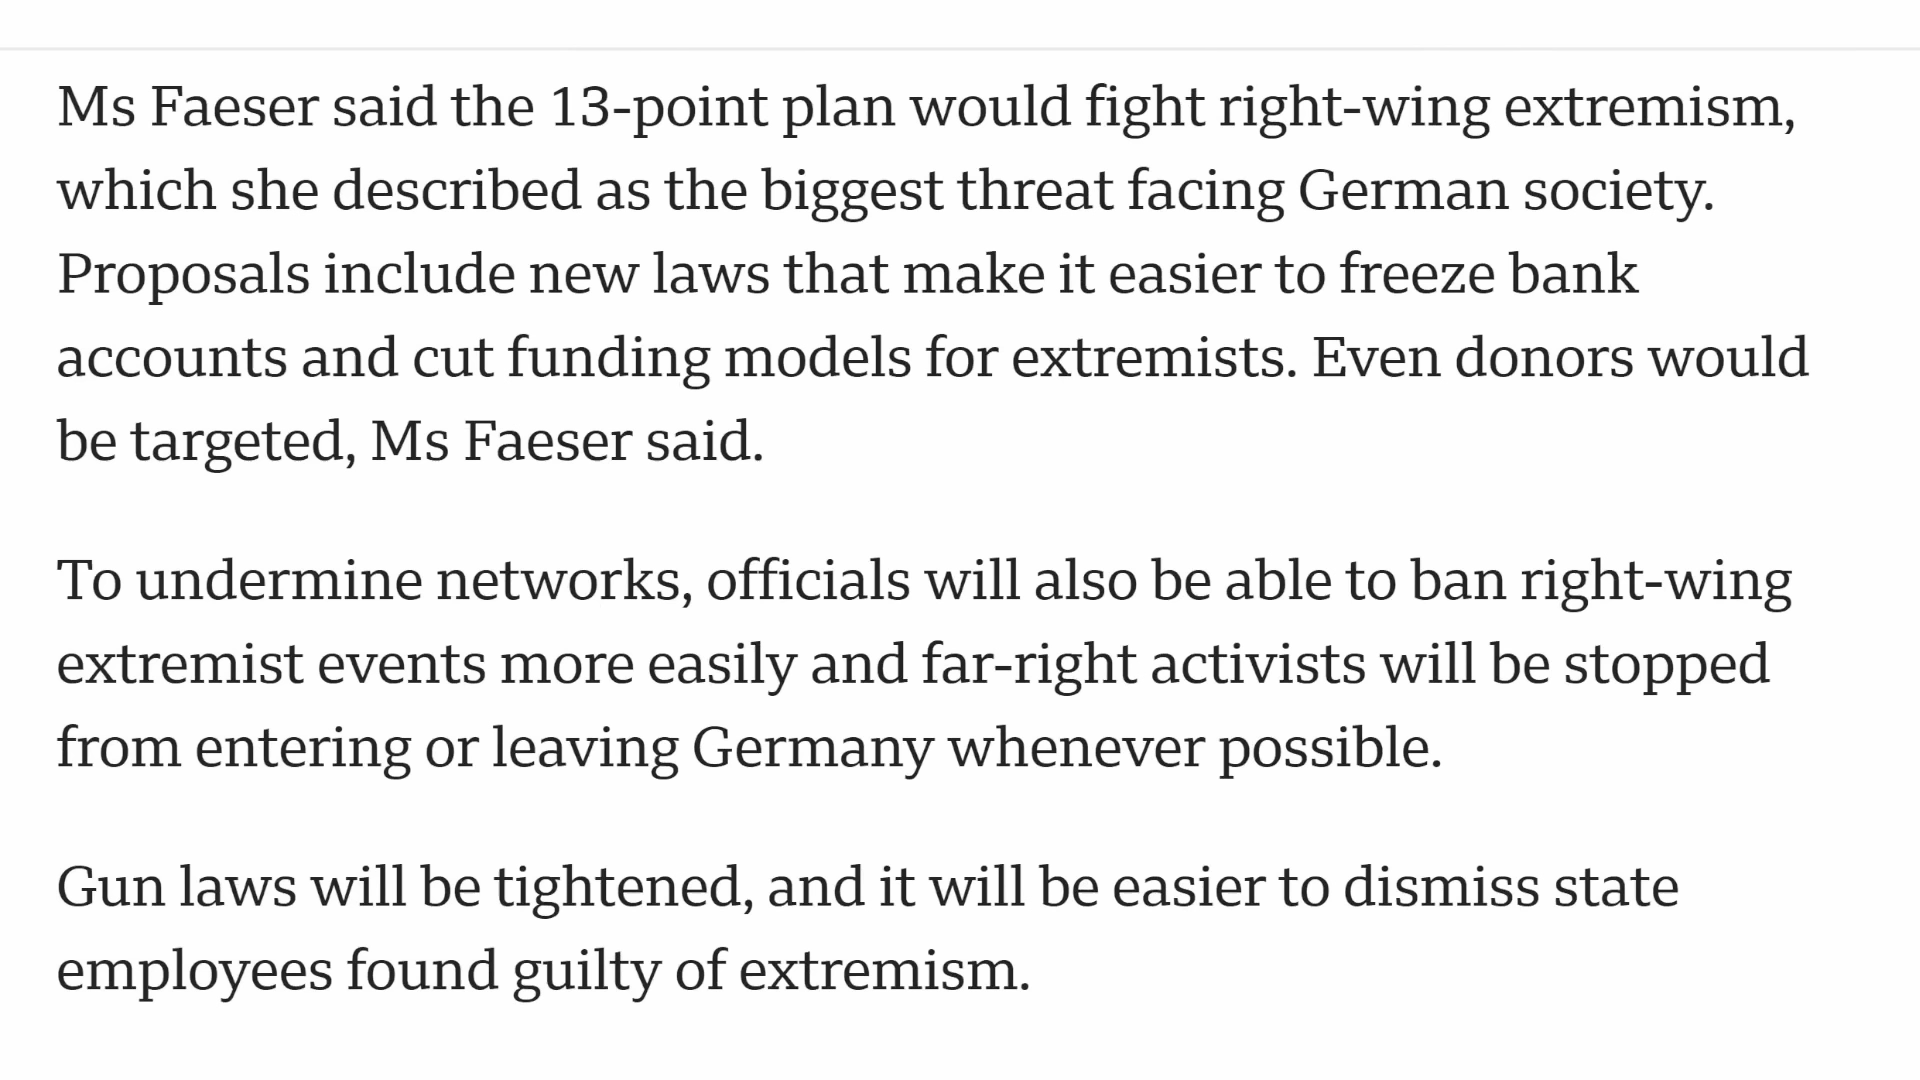 Ms Faeser said the 13-point plan would fight right-wing extremism,
which she described as the biggest threat facing German society.
Proposals include new laws that make it easier to freeze bank
accounts and cut funding models for extremists. Even donors would
be targeted, Ms Faeser said.
To undermine networks, officials will also be able to ban right-wing
extremist events more easily and far-right activists will be stopped
from entering or leaving Germany whenever possible.
Gun laws will be tightened, and it will be easier to dismiss state
employees found guilty of extremism.